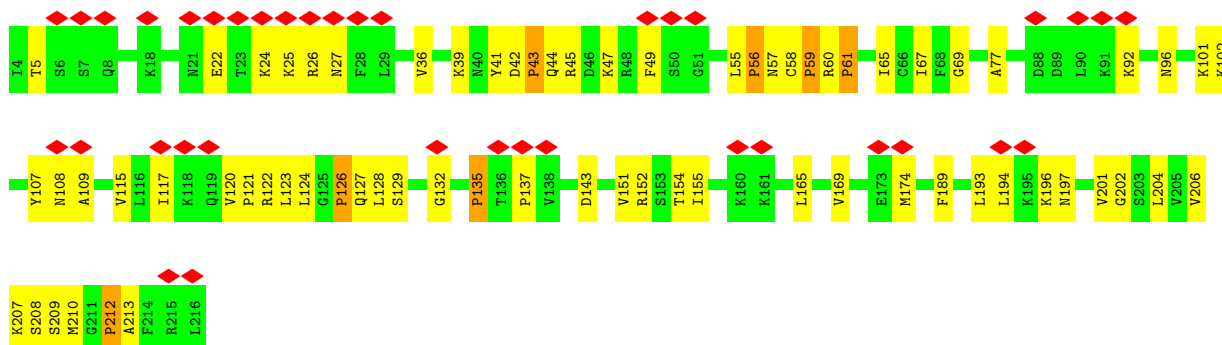 I4 T5 S6 S7 Q8 K18 N21 E22 T23 K24 K25 R26 N27 F28 L29 V36 K39 N40 Y41 D42 P43 Q44 R45 D46 K47 R48 F49 S50 G51 L55 P56 N57 C58 P59 R60 P61 I65 C66 I67 F68 G69 A77 D88 D89 L90 K91 K92 N96 K101 K102
Y107 N108 A109 V115 L116 I117 K118 Q119 V120 P121 R122 L123 L124 G125 P126 Q127 L128 S129 G132 P135 T136 P137 V138 D143 V151 R152 S153 T154 I155 K160 K161 L165 V169 E173 M174 F189 L193 L194 K195 K196 N197 V201 G202 S203 L204 V205 V206
K207 S208 S209 M210 G211 P212 A213 F214 R215 L216